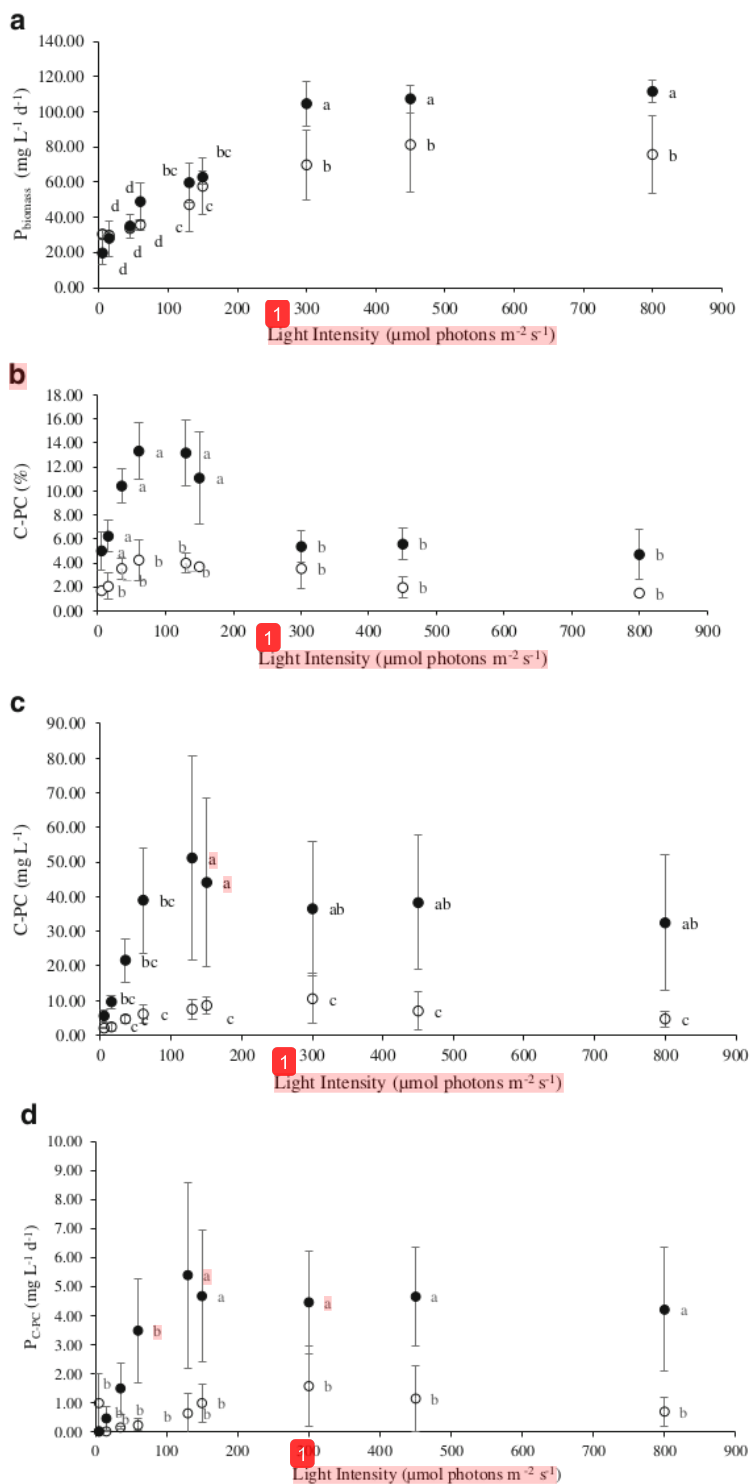 a
140.00
120.00
100.00
80.00
60.00
40.00
20.00
0.00
P biomass (mg L-1 d-1)
d
d
d
d
d
bc
bc
c
c
a
b
a
b
a
b
0 100 200 300 400 500 600 700 800 900
1
Light Intensity (µmol photons m-2 s-1)
b
18.00
16.00
14.00
12.00
10.00
8.00
6.00
4.00
2.00
0.00
C-PC (%)
a
a
a
a
a
a
b
b
b
b
b
b
b
b
b
b
b
0 100 200 300 400 500 600 700 800 900
1
Light Intensity (µmol photons m-2 s-1)
c
90.00
80.00
70.00
60.00
50.00
40.00
30.00
20.00
10.00
0.00
C-PC (mg L-1)
a
a
bc
bc
bc
ab
ab
ab
c
c
c
c
c
c
c
0 100 200 300 400 500 600 700 800 900
1
Light Intensity (µmol photons m-2 s-1)
d
10.00
9.00
8.00
7.00
6.00
5.00
4.00
3.00
2.00
1.00
0.00
P C-PC (mg L-1 d-1)
a
a
a
a
a
b
b
b
b
b
b
b
b
b
b
0 100 200 300 400 500 600 700 800 900
1
Light Intensity (µmol photons m-2 s-1)